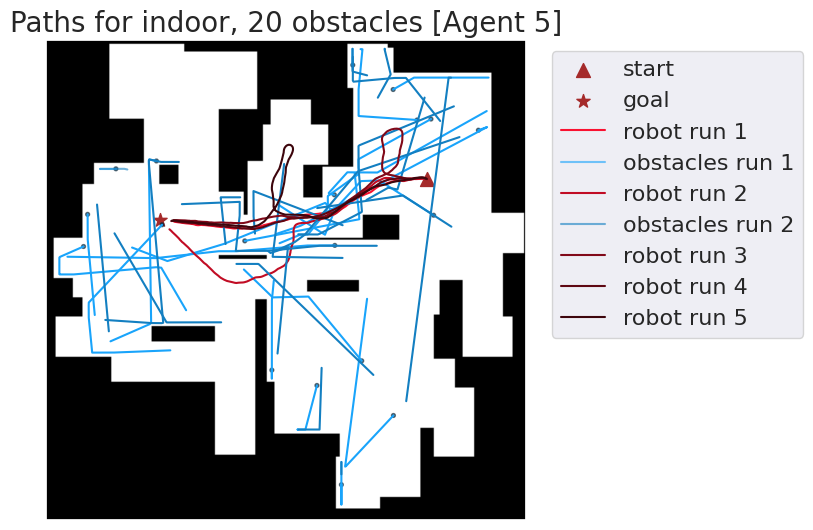 Paths for indoor, 20 obstacles [Agent 5]
start
goal
robot run 1
obstacles run 1
robot run 2
obstacles run 2
robot run 3
robot run 4
robot run 5